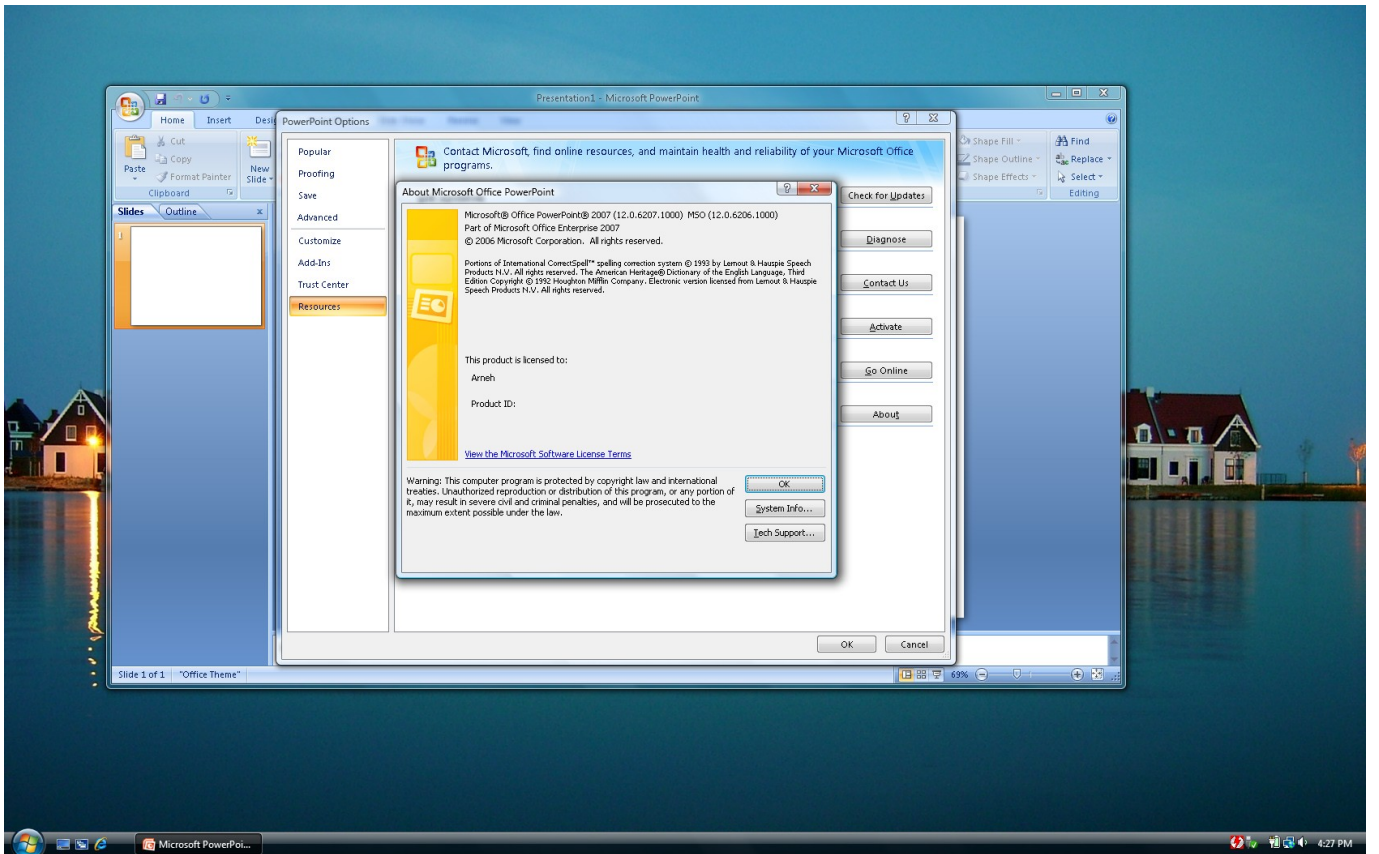 Presentation1 - Microsoft PowerPoint
Home Insert
PowerPoint Options
Cut
Copy
Format Painter
Paste
New
Slide
Clipboard
Shape Fill
Shape Outline
Shape Effects
Find
Replace
Select
Editing
Slides Outline
1
Popular
Proofing
Save
Advanced
Customize
Add-Ins
Trust Center
Resources
Contact Microsoft, find online resources, and maintain health and reliability of your Microsoft Office
programs.
Check for Updates
Diagnose
Contact Us
Activate
Go Online
About
About Microsoft Office PowerPoint
Microsoft® Office PowerPoint® 2007 (12.0.6207.1000) MSO (12.0.6206.1000)
Part of Microsoft Office Enterprise 2007
© 2006 Microsoft Corporation. All rights reserved.
Portions of International CorrectSpell™ spelling correction system © 1993 by Lernout & Hauspie Speech
Products N.V. All rights reserved. The American Heritage® Dictionary of the English Language, Third
Edition Copyright © 1992 Houghton Mifflin Company. Electronic version licensed from Lernout & Hauspie
Speech Products N.V. All rights reserved.
This product is licensed to:
Arneh
Product ID:
View the Microsoft Software License Terms
Warning: This computer program is protected by copyright law and international
treaties. Unauthorized reproduction or distribution of this program, or any portion of
it, may result in severe civil and criminal penalties, and will be prosecuted to the
maximum extent possible under the law.
OK
System Info...
Tech Support...
OK Cancel
Slide 1 of 1 "Office Theme"
69%
Microsoft PowerPoi...
4:27 PM